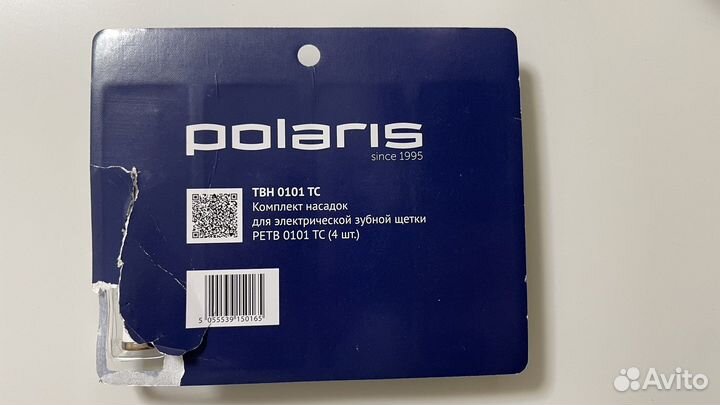 polaris
since 1995
TBH 0101 TC
Комплект насадок
для электрической зубной щетки
PETB 0101 TC (4 шт.)
5 055539 150165
Avito